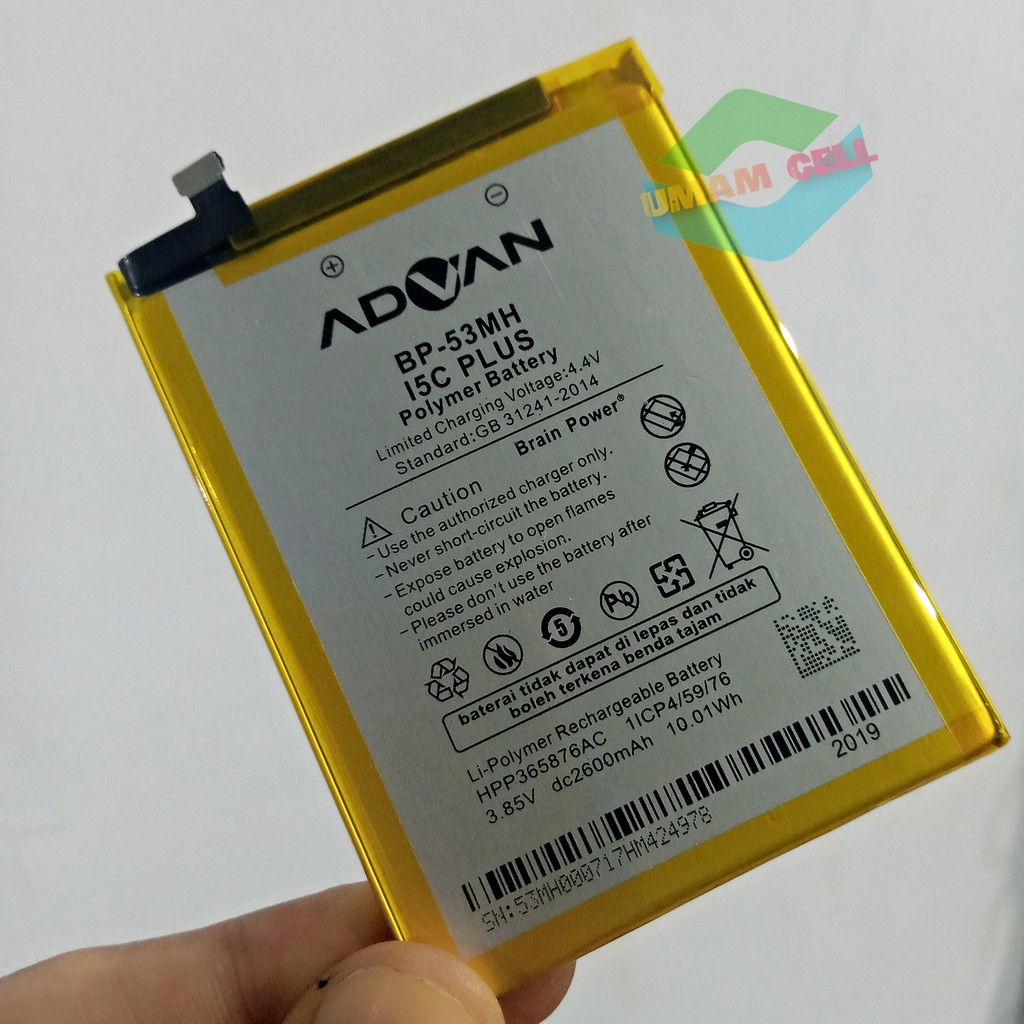 UMAM CELL
ADVAN
BP-53MH
I5C PLUS
Polymer Battery
Limited Charging Voltage:4.4V
Standard:GB 31241-2014
Brain Power®
Caution
- Use the authorized charger only.
- Never short-circuit the battery.
- Expose battery to open flames
could cause explosion.
- Please don't use the battery after
immersed in water
5
Pb
baterai tidak dapat di lepas dan tidak
boleh terkena benda tajam
Li-Polymer Rechargeable Battery
HPP365876AC 1ICP4/59/76
3.85V dc2600mAh 10.01Wh
2019
SN:53MH000717HM424978